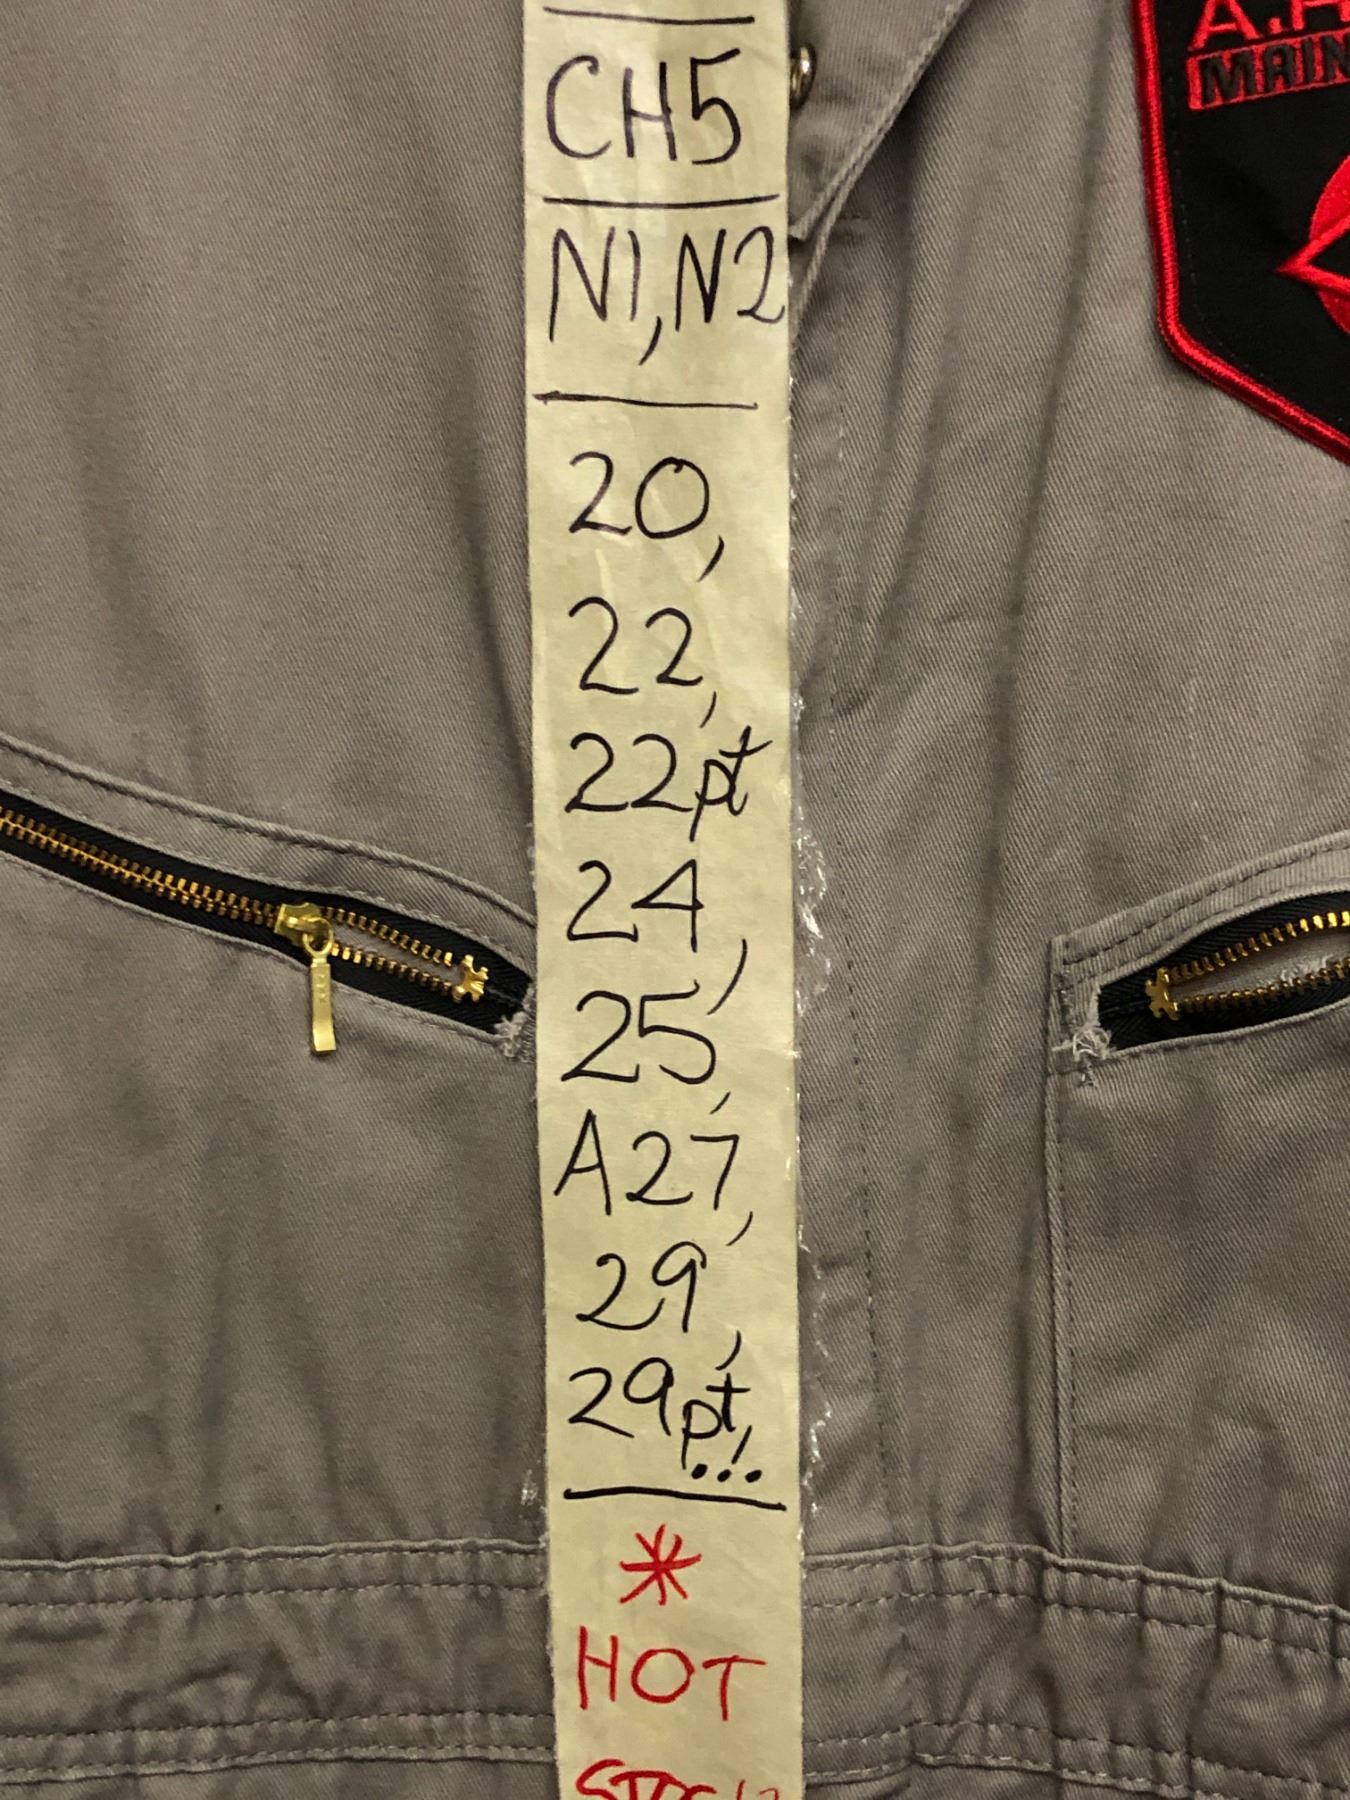 CH5
N1, N2
20,
22,
22pt
24,
25,
A27,
29,
29pt,...
*
HOT